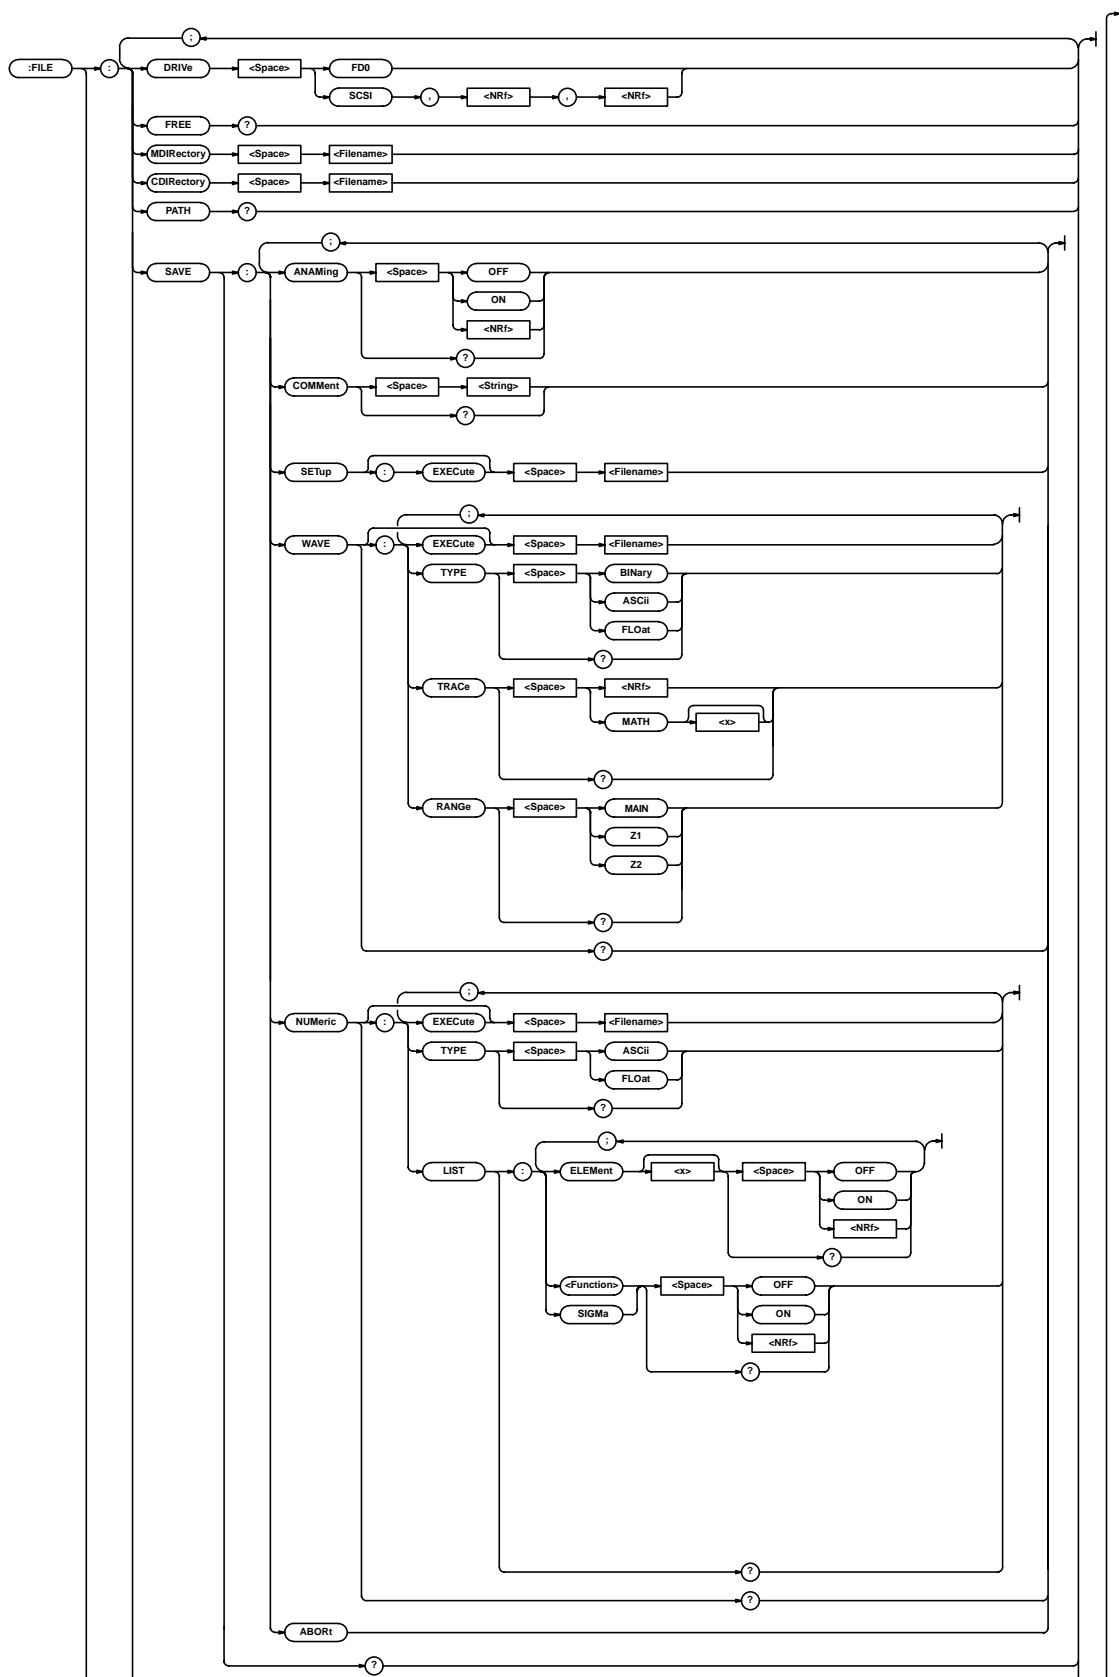 ;
:FILE : DRIVe <Space> FD0
SCSI , <NRf> , <NRf>
FREE ?
MDIRectory <Space> <Filename>
CDIRectory <Space> <Filename>
PATH ?
;
SAVE : ANAMing <Space> OFF
ON
<NRf>
?
COMMent <Space> <String>
?
SETup : EXECute <Space> <Filename>
;
WAVE : EXECute <Space> <Filename>
TYPE <Space> BINary
ASCii
FLOat
?
TRACe <Space> <NRf>
MATH <x>
?
RANGe <Space> MAIN
Z1
Z2
?
?
;
NUMeric : EXECute <Space> <Filename>
TYPE <Space> ASCii
FLOat
?
;
LIST : ELEMent <x> <Space> OFF
ON
<NRf>
?
<Function> <Space> OFF
SIGMa ON
<NRf>
?
?
?
ABORt
?